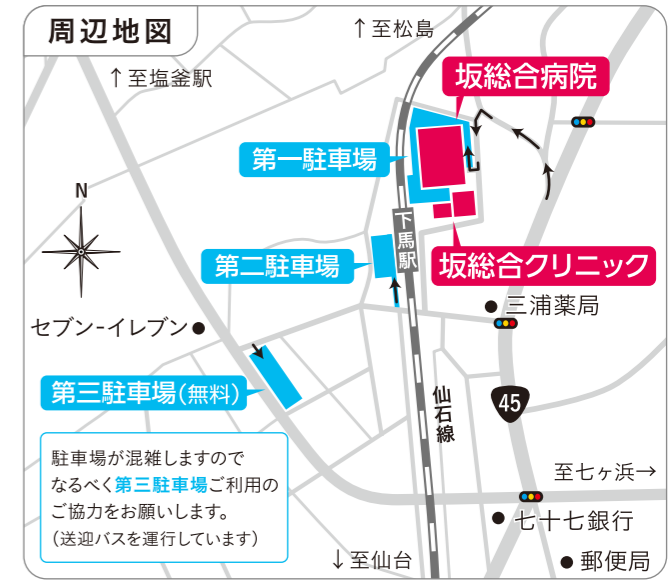 周辺地図
↑至松島
↑至塩釜駅
坂総合病院
第一駐車場
N
下馬駅
第二駐車場
坂総合クリニック
三浦薬局
セブン-イレブン
第三駐車場(無料)
仙石線
45
駐車場が混雑しますので
なるべく第三駐車場ご利用の
ご協力をお願いします。
(送迎バスを運行しています)
至七ヶ浜→
七十七銀行
↓至仙台
郵便局